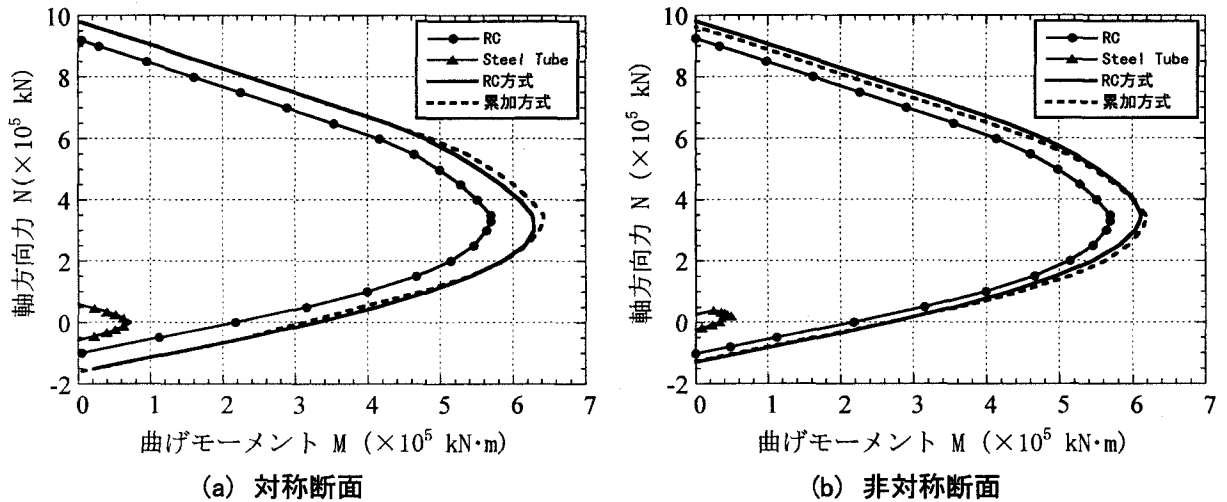 10
8
6
4
2
0
-2
軸方向力 N(×10⁵ kN)
RC
Steel Tube
RC方式
累加方式
0 1 2 3 4 5 6 7
曲げモーメント M (×10⁵ kN·m)
(a) 対称断面
10
8
6
4
2
0
-2
軸方向力 N (×10⁵ kN)
RC
Steel Tube
RC方式
累加方式
0 1 2 3 4 5 6 7
曲げモーメント M (×10⁵ kN·m)
(b) 非対称断面